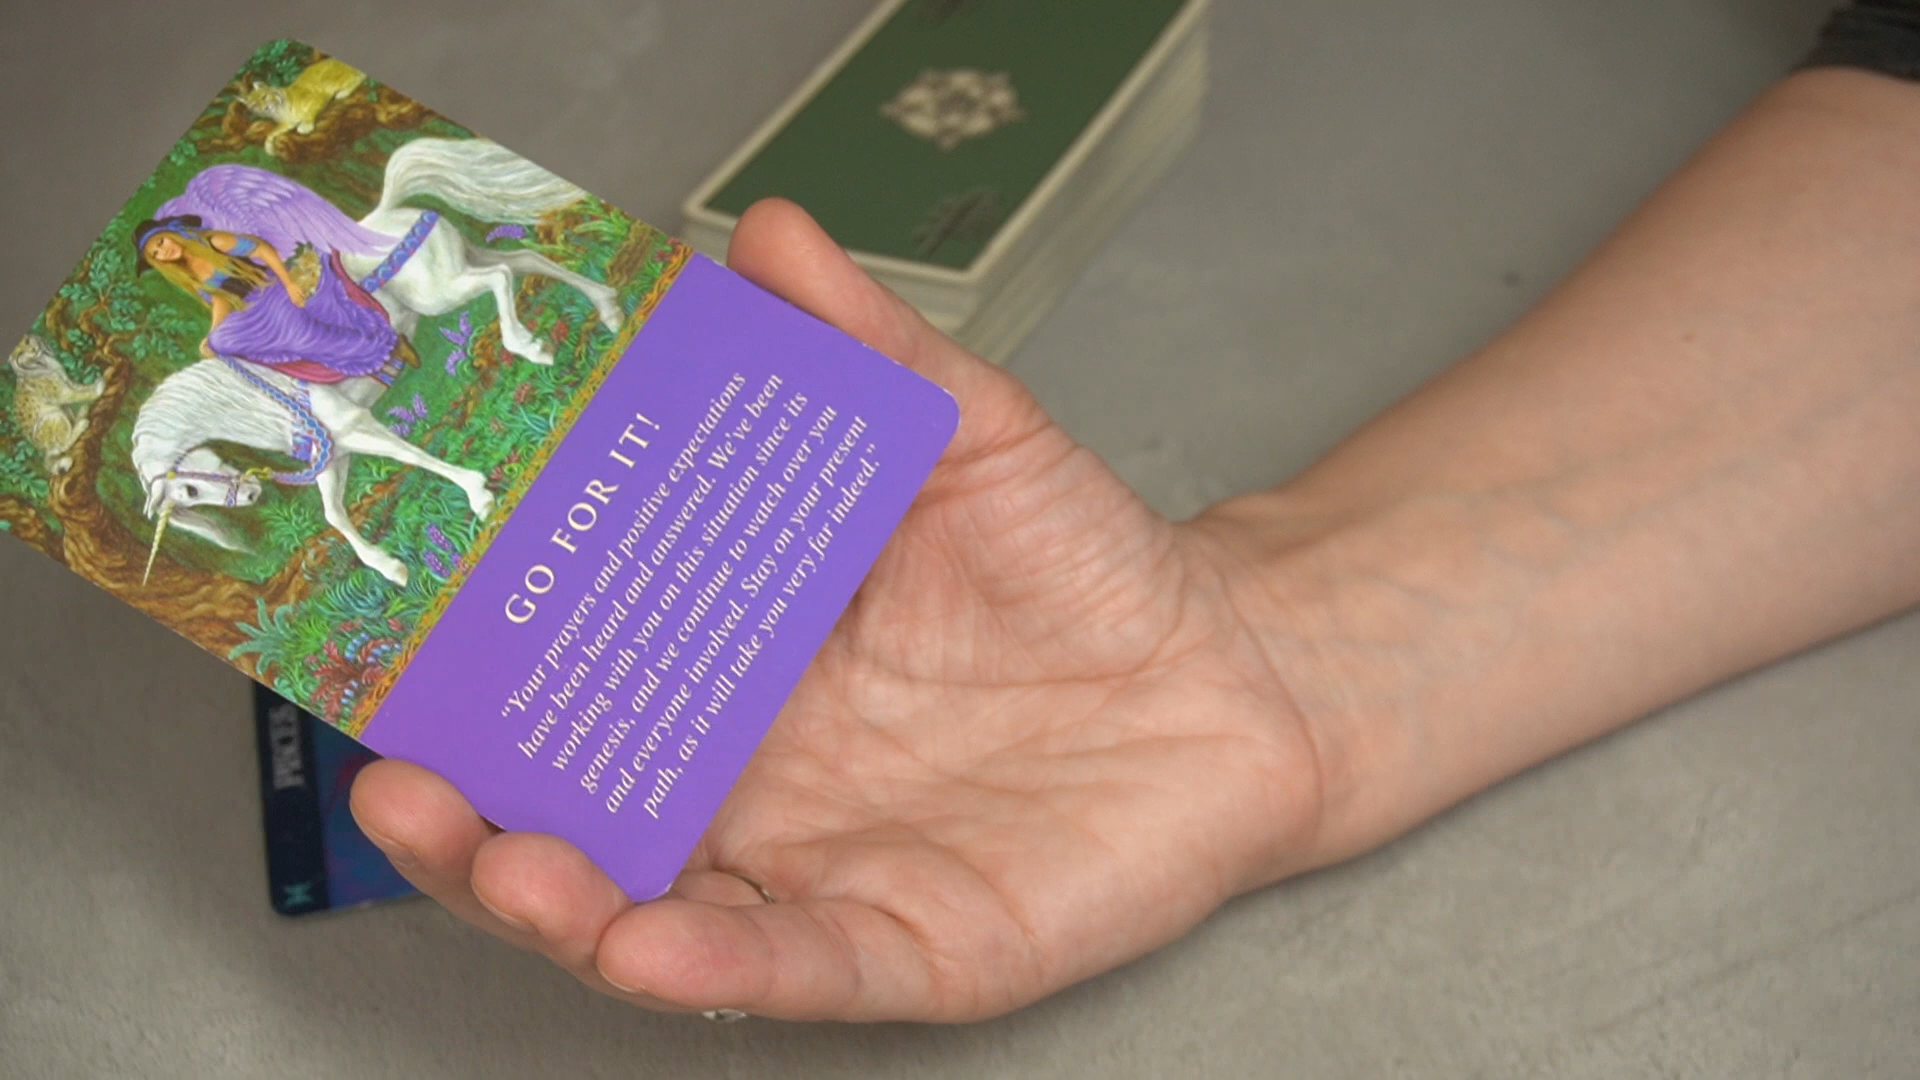 GO FOR IT!
“Your prayers and positive expectations
have been heard and answered. We’ve been
working with you on this situation since its
genesis, and we continue to watch over you
and everyone involved. Stay on your present
path, as it will take you very far indeed.”